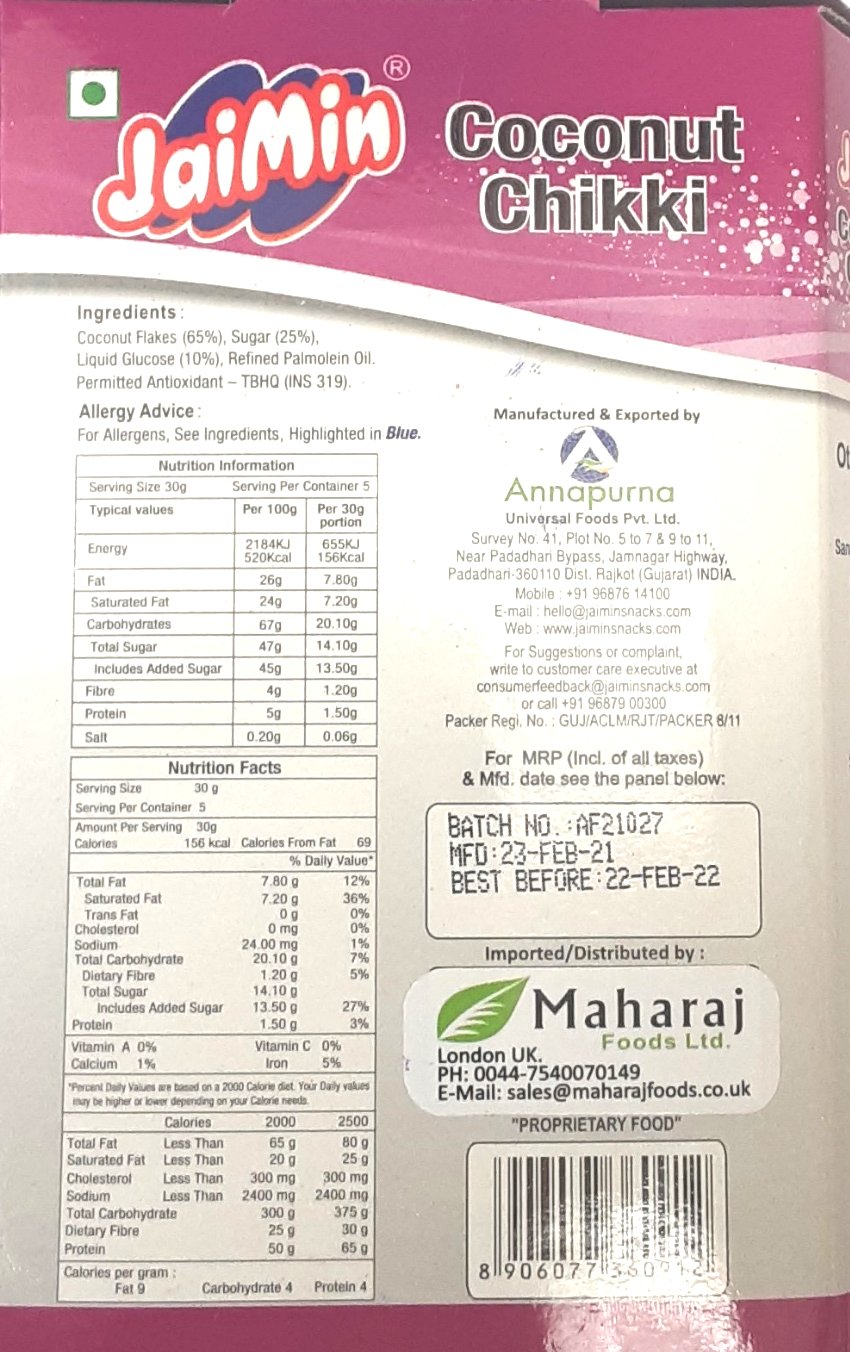 JaiMin ®
Coconut
Chikki
Ingredients :
Coconut Flakes (65%), Sugar (25%),
Liquid Glucose (10%), Refined Palmolein Oil.
Permitted Antioxidant – TBHQ (INS 319).
Allergy Advice :
For Allergens, See Ingredients, Highlighted in Blue.
Nutrition Information
Serving Size 30g Serving Per Container 5
Typical values Per 100g Per 30g
portion
Energy 2184KJ 655KJ
520Kcal 156Kcal
Fat 26g 7.80g
Saturated Fat 24g 7.20g
Carbohydrates 67g 20.10g
Total Sugar 47g 14.10g
Includes Added Sugar 45g 13.50g
Fibre 4g 1.20g
Protein 5g 1.50g
Salt 0.20g 0.06g
Nutrition Facts
Serving Size 30 g
Serving Per Container 5
Amount Per Serving 30g
Calories 156 kcal Calories From Fat 69
% Daily Value*
Total Fat 7.80 g 12%
Saturated Fat 7.20 g 36%
Trans Fat 0 g 0%
Cholesterol 0 mg 0%
Sodium 24.00 mg 1%
Total Carbohydrate 20.10 g 7%
Dietary Fibre 1.20 g 5%
Total Sugar 14.10 g
Includes Added Sugar 13.50 g 27%
Protein 1.50 g 3%
Vitamin A 0% Vitamin C 0%
Calcium 1% Iron 5%
*Percent Daily Values are based on a 2000 Calorie diet. Your Daily values
may be higher or lower depending on your Calorie needs.
Calories 2000 2500
Total Fat Less Than 65 g 80 g
Saturated Fat Less Than 20 g 25 g
Cholesterol Less Than 300 mg 300 mg
Sodium Less Than 2400 mg 2400 mg
Total Carbohydrate 300 g 375 g
Dietary Fibre 25 g 30 g
Protein 50 g 65 g
Calories per gram :
Fat 9 Carbohydrate 4 Protein 4
Manufactured & Exported by
Annapurna
Universal Foods Pvt. Ltd.
Survey No. 41, Plot No. 5 to 7 & 9 to 11,
Near Padadhari Bypass, Jamnagar Highway,
Padadhari-360110 Dist. Rajkot (Gujarat) INDIA.
Mobile : +91 96876 14100
E-mail : hello@jaiminsnacks.com
Web : www.jaiminsnacks.com
For Suggestions or complaint,
write to customer care executive at
consumerfeedback@jaiminsnacks.com
or call +91 96879 00300
Packer Regi. No. : GUJ/ACLM/RJT/PACKER 8/11
For MRP (Incl. of all taxes)
& Mfd. date see the panel below:
BATCH NO. :AF21027
MFD:23-FEB-21
BEST BEFORE:22-FEB-22
Imported/Distributed by :
Maharaj
Foods Ltd.
London UK.
PH: 0044-7540070149
E-Mail: sales@maharajfoods.co.uk
"PROPRIETARY FOOD"
8 906077 360912